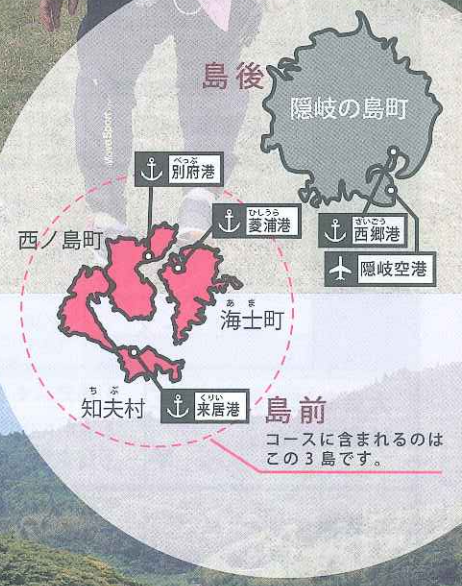 島後
隠岐の島町
べっぷ
別府港
ひしうら
菱浦港
さいごう
西郷港
隠岐空港
西ノ島町
あま
海士町
ちぶ
知夫村
くりい
来居港
島前
コースに含まれるのは
この3島です。